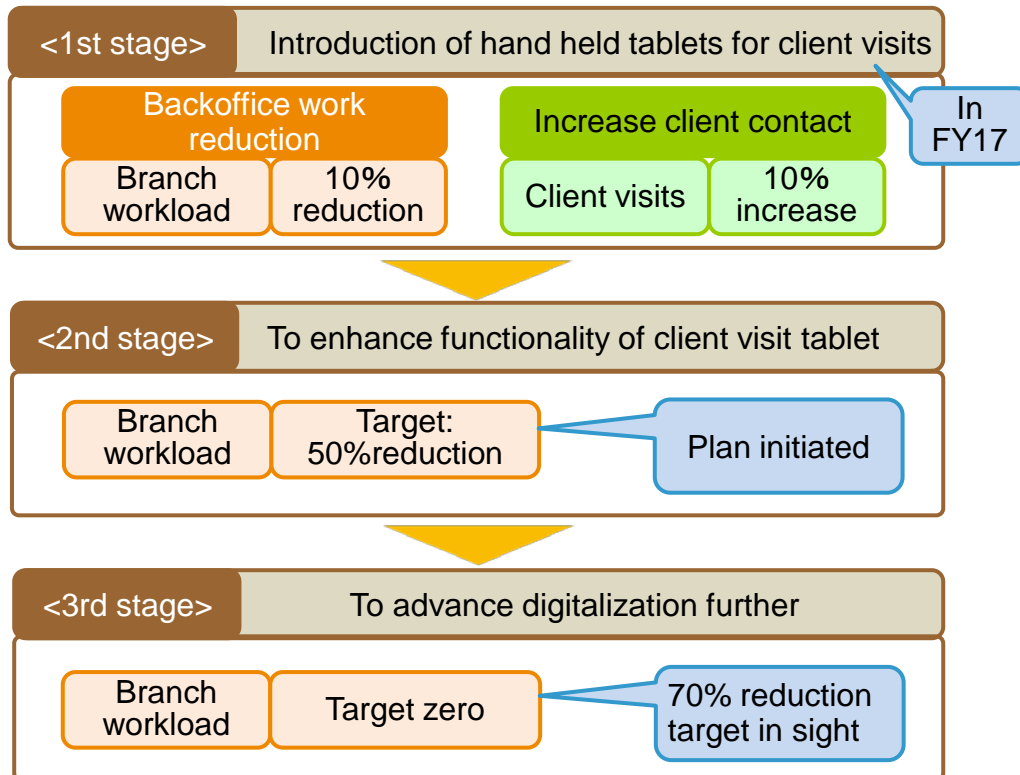 <1st stage>
Introduction of hand held tablets for client visits
In
FY17
Backoffice work
reduction
Increase client contact
Branch
workload
10%
reduction
Client visits
10%
increase
<2nd stage>
To enhance functionality of client visit tablet
Branch
workload
Target:
50%reduction
Plan initiated
<3rd stage>
To advance digitalization further
Branch
workload
Target zero
70% reduction
target in sight